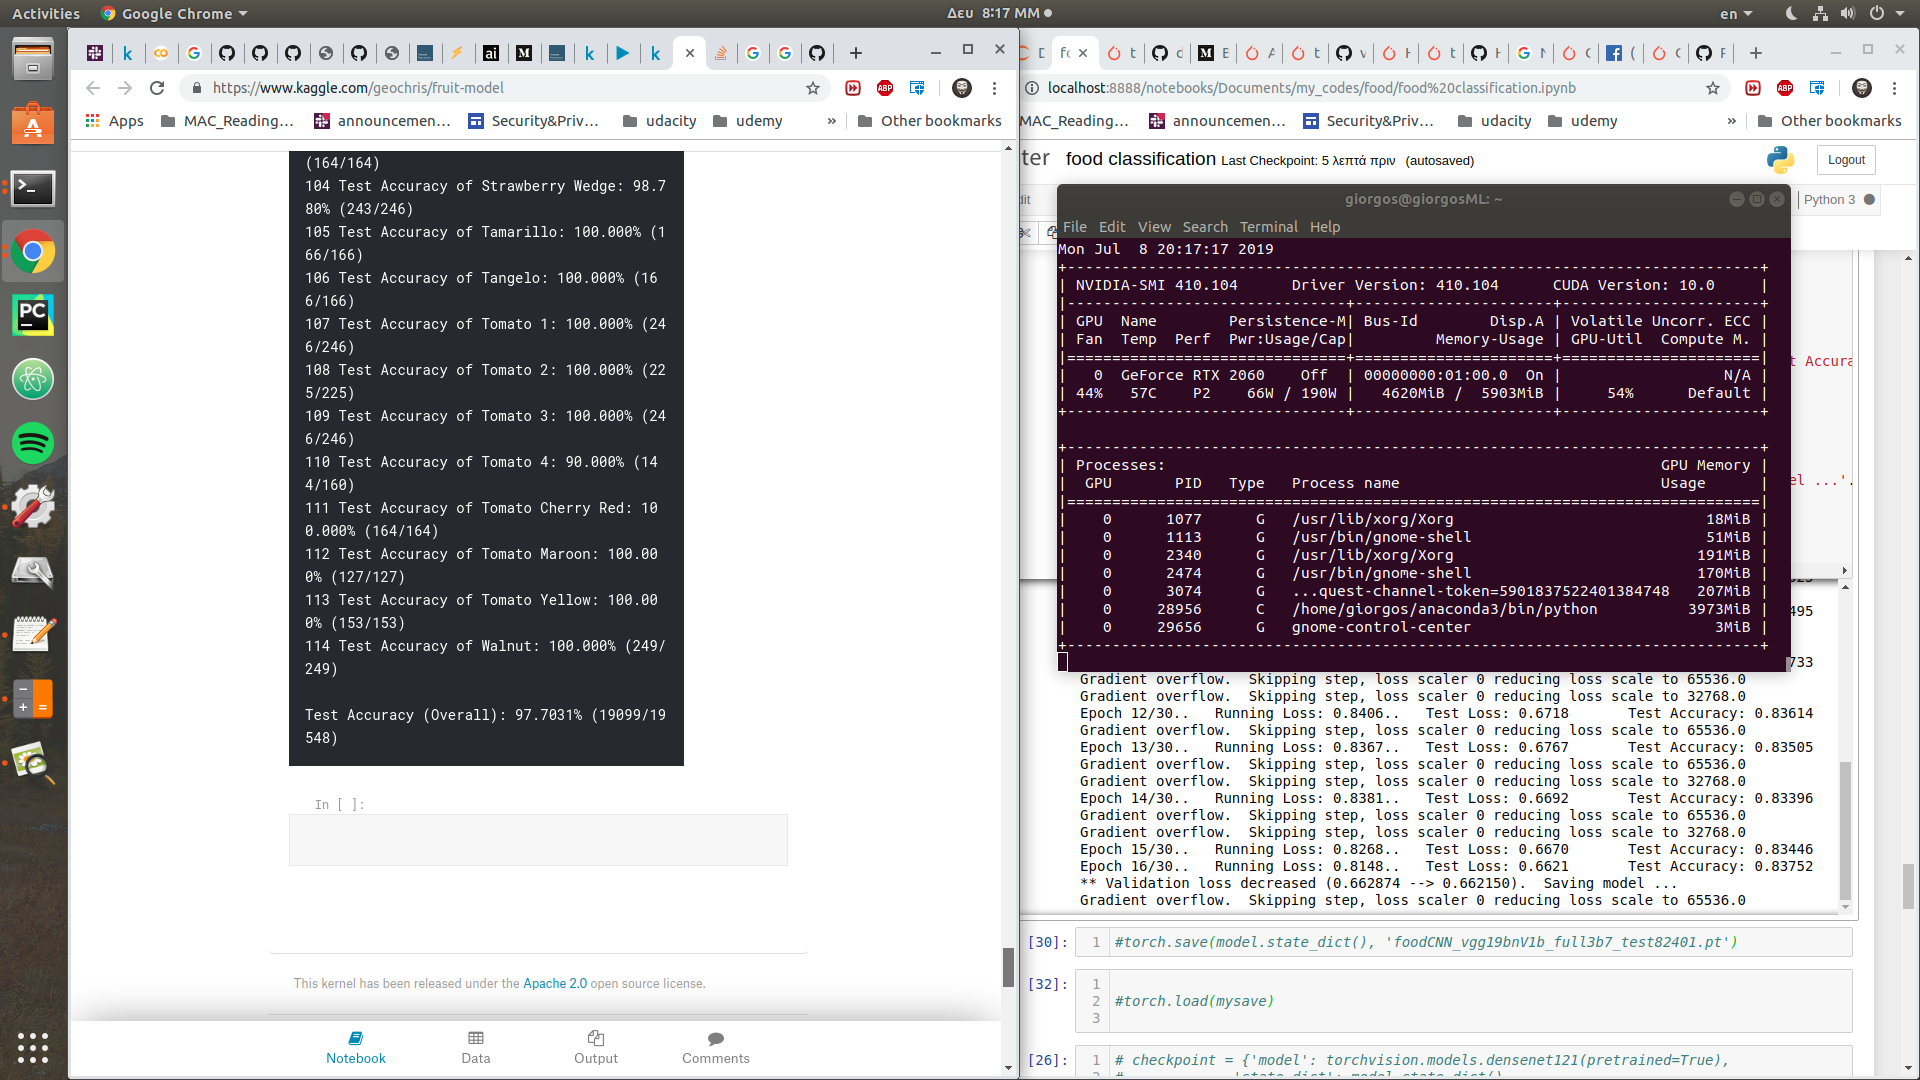 Activities
Google Chrome
Δευ 8:17 MM
en
https://www.kaggle.com/geochris/fruit-model
Apps
MAC_Reading...
announcemen...
Security&Priv...
udacity
udemy
»
Other bookmarks
(164/164)
104 Test Accuracy of Strawberry Wedge: 98.7
80% (243/246)
105 Test Accuracy of Tamarillo: 100.000% (1
66/166)
106 Test Accuracy of Tangelo: 100.000% (16
6/166)
107 Test Accuracy of Tomato 1: 100.000% (24
6/246)
108 Test Accuracy of Tomato 2: 100.000% (22
5/225)
109 Test Accuracy of Tomato 3: 100.000% (24
6/246)
110 Test Accuracy of Tomato 4: 90.000% (14
4/160)
111 Test Accuracy of Tomato Cherry Red: 10
0.000% (164/164)
112 Test Accuracy of Tomato Maroon: 100.00
0% (127/127)
113 Test Accuracy of Tomato Yellow: 100.00
0% (153/153)
114 Test Accuracy of Walnut: 100.000% (249/
249)
Test Accuracy (Overall): 97.7031% (19099/19
548)
In [ ]:
This kernel has been released under the Apache 2.0 open source license.
Notebook
Data
Output
Comments
localhost:8888/notebooks/Documents/my_codes/food/food%20classification.ipynb
MAC_Reading...
announcemen...
Security&Priv...
udacity
udemy
»
Other bookmarks
ter food classification Last Checkpoint: 5 λεπτά πριν (autosaved)
Logout
dit
Python 3
giorgos@giorgosML: ~
File Edit View Search Terminal Help
Mon Jul 8 20:17:17 2019
NVIDIA-SMI 410.104 Driver Version: 410.104 CUDA Version: 10.0
GPU Name Persistence-M| Bus-Id Disp.A | Volatile Uncorr. ECC
Fan Temp Perf Pwr:Usage/Cap| Memory-Usage | GPU-Util Compute M.
0 GeForce RTX 2060 Off | 00000000:01:00.0 On | N/A
44% 57C P2 66W / 190W | 4620MiB / 5903MiB | 54% Default
Processes: GPU Memory
GPU PID Type Process name Usage
0 1077 G /usr/lib/xorg/Xorg 18MiB
0 1113 G /usr/bin/gnome-shell 51MiB
0 2340 G /usr/lib/xorg/Xorg 191MiB
0 2474 G /usr/bin/gnome-shell 170MiB
0 3074 G ...quest-channel-token=5901837522401384748 207MiB
0 28956 C /home/giorgos/anaconda3/bin/python 3973MiB
0 29656 G gnome-control-center 3MiB
t Accura
el ...'.
495
733
Gradient overflow. Skipping step, loss scaler 0 reducing loss scale to 65536.0
Gradient overflow. Skipping step, loss scaler 0 reducing loss scale to 32768.0
Epoch 12/30.. Running Loss: 0.8406.. Test Loss: 0.6718 Test Accuracy: 0.83614
Gradient overflow. Skipping step, loss scaler 0 reducing loss scale to 65536.0
Epoch 13/30.. Running Loss: 0.8367.. Test Loss: 0.6767 Test Accuracy: 0.83505
Gradient overflow. Skipping step, loss scaler 0 reducing loss scale to 65536.0
Gradient overflow. Skipping step, loss scaler 0 reducing loss scale to 32768.0
Epoch 14/30.. Running Loss: 0.8381.. Test Loss: 0.6692 Test Accuracy: 0.83396
Gradient overflow. Skipping step, loss scaler 0 reducing loss scale to 65536.0
Gradient overflow. Skipping step, loss scaler 0 reducing loss scale to 32768.0
Epoch 15/30.. Running Loss: 0.8268.. Test Loss: 0.6670 Test Accuracy: 0.83446
Epoch 16/30.. Running Loss: 0.8148.. Test Loss: 0.6621 Test Accuracy: 0.83752
** Validation loss decreased (0.662874 --> 0.662150). Saving model ...
Gradient overflow. Skipping step, loss scaler 0 reducing loss scale to 65536.0
[30]: 1 #torch.save(model.state_dict(), 'foodCNN_vgg19bnV1b_full3b7_test82401.pt')
[32]: 1
2 #torch.load(mysave)
3
[26]: 1 # checkpoint = {'model': torchvision.models.densenet121(pretrained=True),